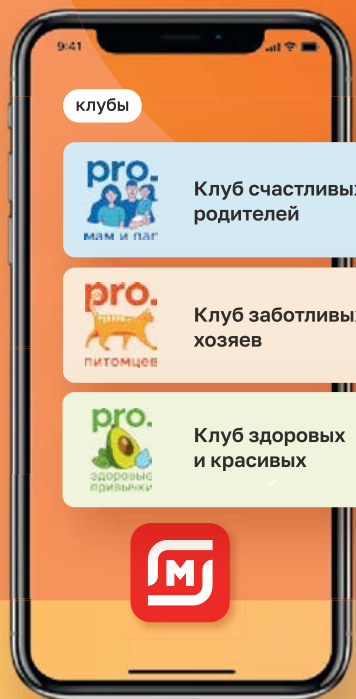 9:41
клубы
pro.
мам и пап
Клуб счастливых
родителей
pro.
питомцев
Клуб заботливых
хозяев
pro.
здоровые
привычки
Клуб здоровых
и красивых
М